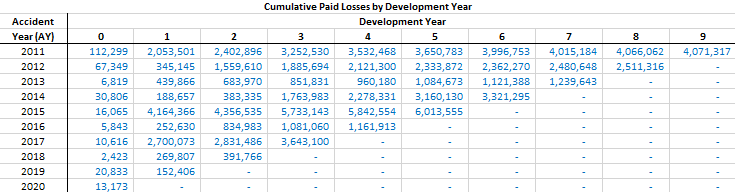 Cumulative Paid Losses by Development Year
Accident Development Year
Year (AY) 0 1 2 3 4 5 6 7 8 9
2011 112,299 2,053,501 2,402,896 3,252,530 3,532,468 3,650,783 3,996,753 4,015,184 4,066,062 4,071,317
2012 67,349 345,145 1,559,610 1,885,694 2,121,300 2,333,872 2,362,270 2,480,648 2,511,316 -
2013 6,819 439,866 683,970 851,831 960,180 1,084,673 1,121,388 1,239,643 - -
2014 30,806 188,657 383,335 1,763,983 2,278,331 3,160,130 3,321,295 - - -
2015 16,065 4,164,366 4,356,535 5,733,143 5,842,554 6,013,555 - - - -
2016 5,843 252,630 834,983 1,081,060 1,161,913 - - - - -
2017 10,616 2,700,073 2,831,486 3,643,100 - - - - - -
2018 2,423 269,807 391,766 - - - - - - -
2019 20,833 152,406 - - - - - - - -
2020 13,173 - - - - - - - - -